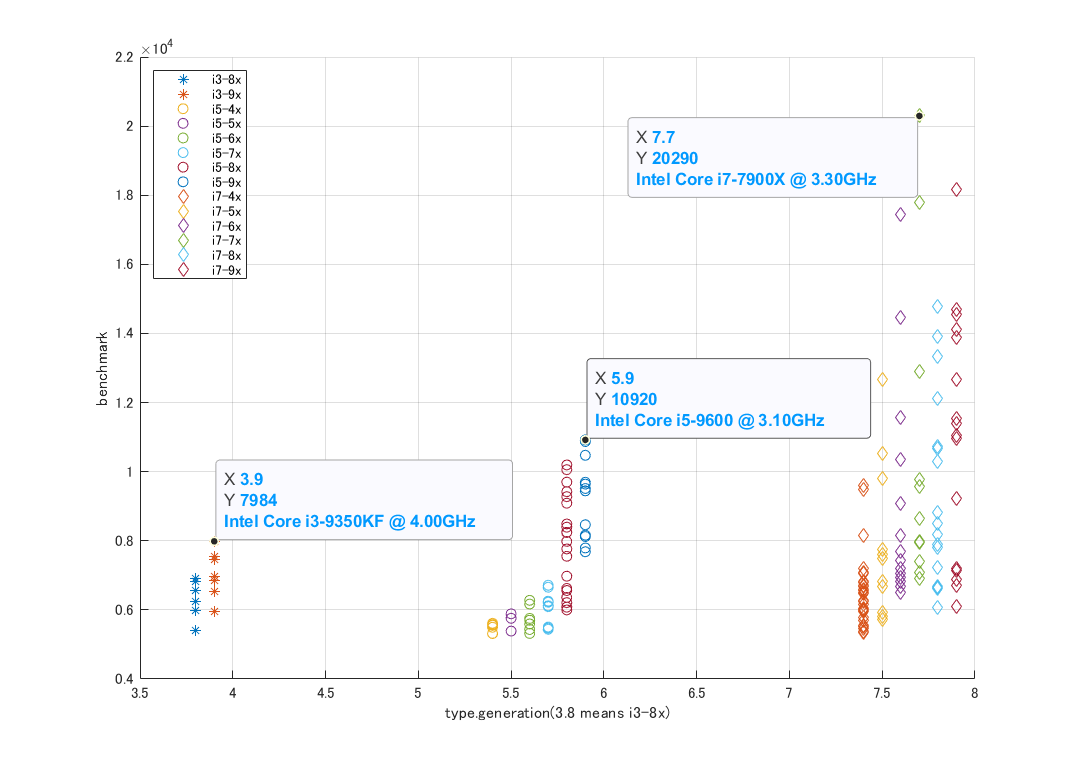 ×10⁴
2.2
2
1.8
1.6
1.4
1.2
1
0.8
0.6
0.4
benchmark
i3-8x
i3-9x
i5-4x
i5-5x
i5-6x
i5-7x
i5-8x
i5-9x
i7-4x
i7-5x
i7-6x
i7-7x
i7-8x
i7-9x
X 7.7
Y 20290
Intel Core i7-7900X @ 3.30GHz
X 5.9
Y 10920
Intel Core i5-9600 @ 3.10GHz
X 3.9
Y 7984
Intel Core i3-9350KF @ 4.00GHz
3.5 4 4.5 5 5.5 6 6.5 7 7.5 8
type.generation(3.8 means i3-8x)